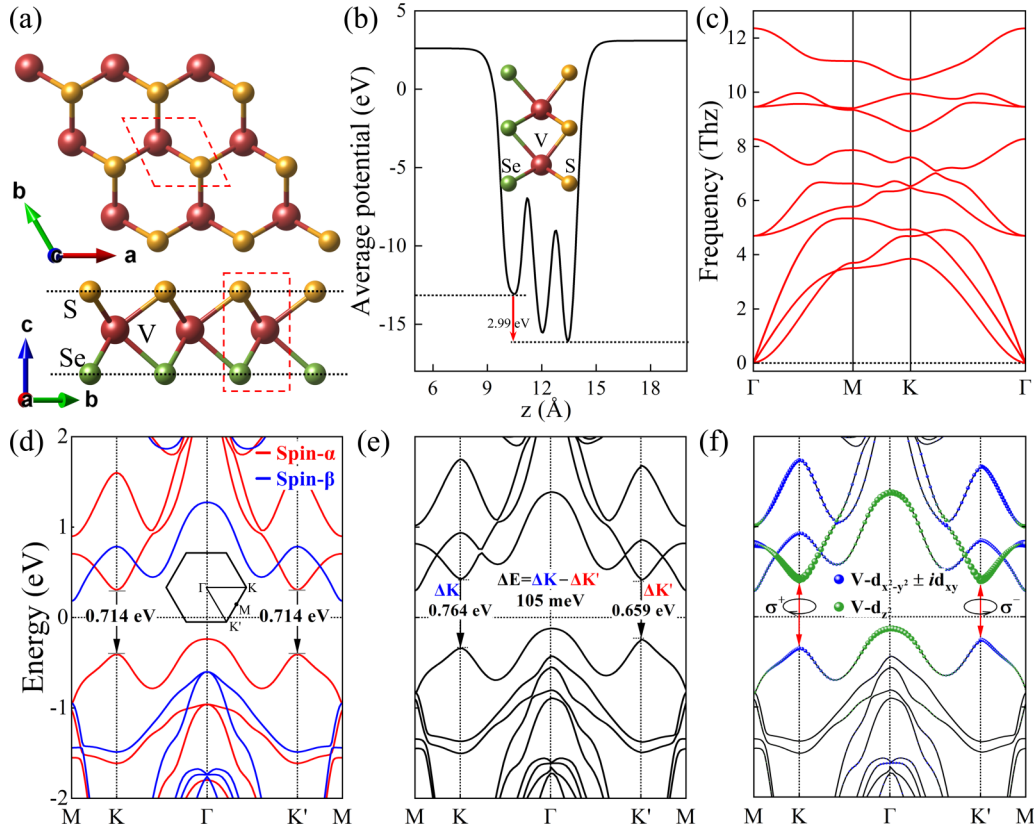 (a)
b
c
a
S
V
Se
c
a
b
(b)
Average potential (eV)
5
0
-5
-10
-15
V
Se
S
2.99 eV
6
9
12
15
18
z (Å)
(c)
Frequency (Thz)
12
10
8
6
4
2
0
Γ
M
K
Γ
(d)
Energy (eV)
2
1
0
-1
-2
Spin-α
Spin-β
Γ
K
M
K'
0.714 eV
0.714 eV
M
K
Γ
K'
M
(e)
ΔE=ΔK−ΔK'
105 meV
ΔK
0.764 eV
ΔK'
0.659 eV
M
K
Γ
K'
M
(f)
V-dx²-y² ± idxy
V-dz
σ+
σ−
M
K
Γ
K'
M